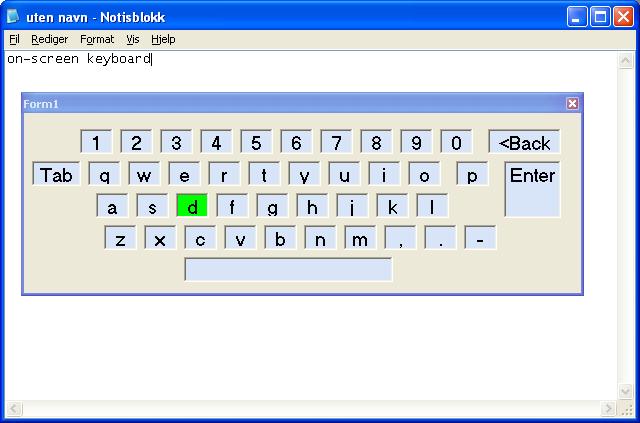 uten navn - Notisblokk
Fil Rediger Format Vis Hjelp
on-screen keyboard
Form1
1 2 3 4 5 6 7 8 9 0 <Back
Tab q w e r t y u i o p Enter
a s d f g h j k l
z x c v b n m , . -